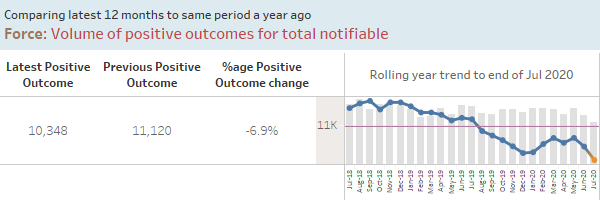 Comparing latest 12 months to same period a year ago
Force: Volume of positive outcomes for total notifiable
Latest Positive Outcome
Previous Positive Outcome
%age Positive Outcome change
Rolling year trend to end of Jul 2020
10,348
11,120
-6.9%
11K
Jul-18
Aug-18
Sep-18
Oct-18
Nov-18
Dec-18
Jan-19
Feb-19
Mar-19
Apr-19
May-19
Jun-19
Jul-19
Aug-19
Sep-19
Oct-19
Nov-19
Dec-19
Jan-20
Feb-20
Mar-20
Apr-20
May-20
Jun-20
Jul-20